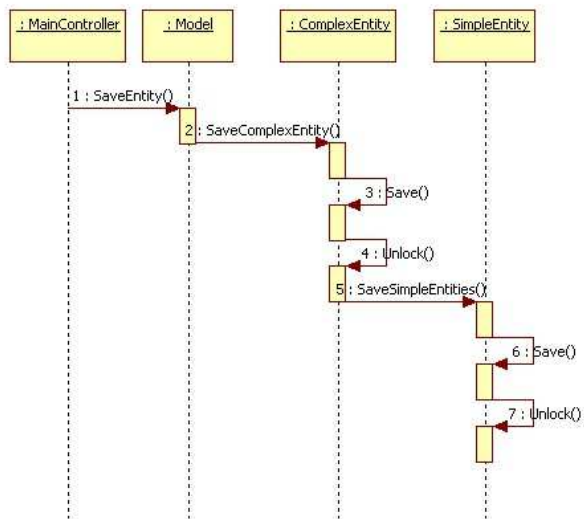 : MainController
: Model
: ComplexEntity
: SimpleEntity
1 : SaveEntity()
2 : SaveComplexEntity()
3 : Save()
4 : Unlock()
5 : SaveSimpleEntities()
6 : Save()
7 : Unlock()